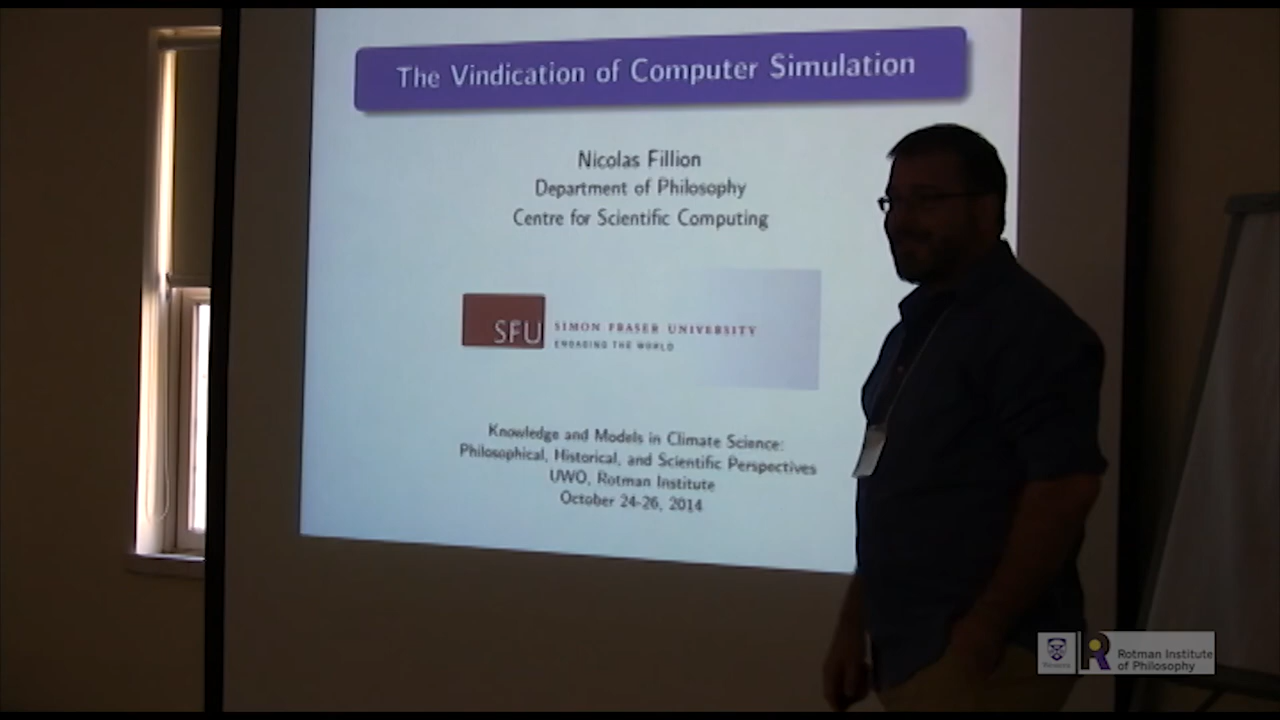 The Vindication of Computer Simulation
Nicolas Fillion
Department of Philosophy
Centre for Scientific Computing
SFU
SIMON FRASER UNIVERSITY
ENGAGING THE WORLD
Knowledge and Models in Climate Science:
Philosophical, Historical, and Scientific Perspectives
UWO, Rotman Institute
October 24-26, 2014
Rotman Institute
of Philosophy